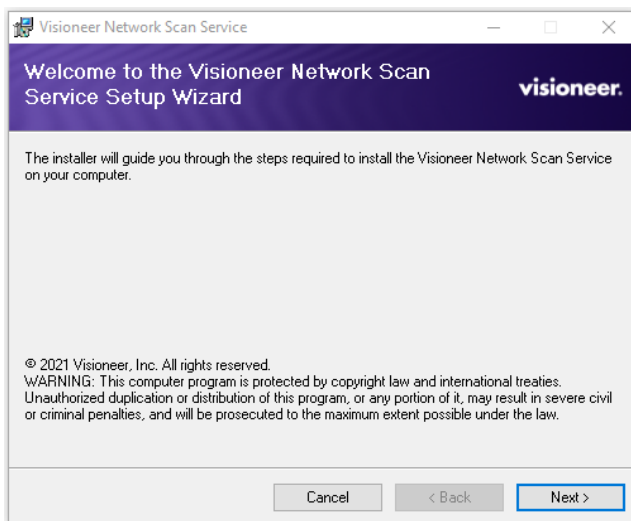 Visioneer Network Scan Service
Welcome to the Visioneer Network Scan
Service Setup Wizard
visioneer.
The installer will guide you through the steps required to install the Visioneer Network Scan Service
on your computer.
© 2021 Visioneer, Inc. All rights reserved.
WARNING: This computer program is protected by copyright law and international treaties.
Unauthorized duplication or distribution of this program, or any portion of it, may result in severe civil
or criminal penalties, and will be prosecuted to the maximum extent possible under the law.
Cancel < Back Next >